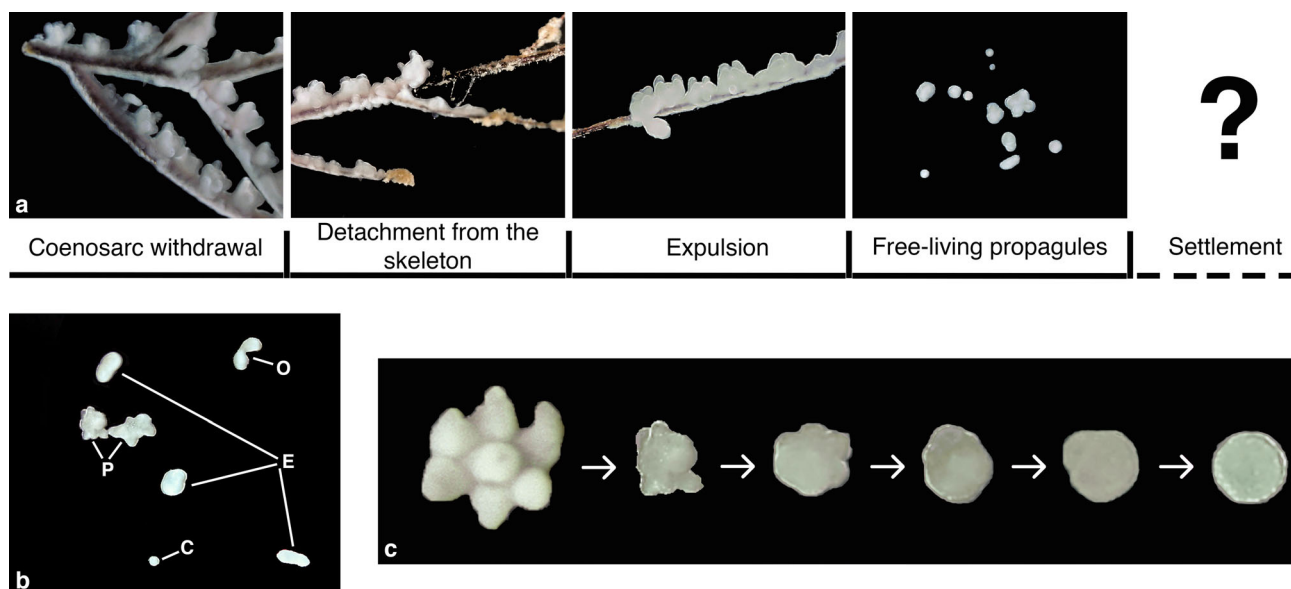 ?
a
Coenosarc withdrawal
Detachment from the
skeleton
Expulsion
Free-living propagules
Settlement
O
P
E
C
b
c